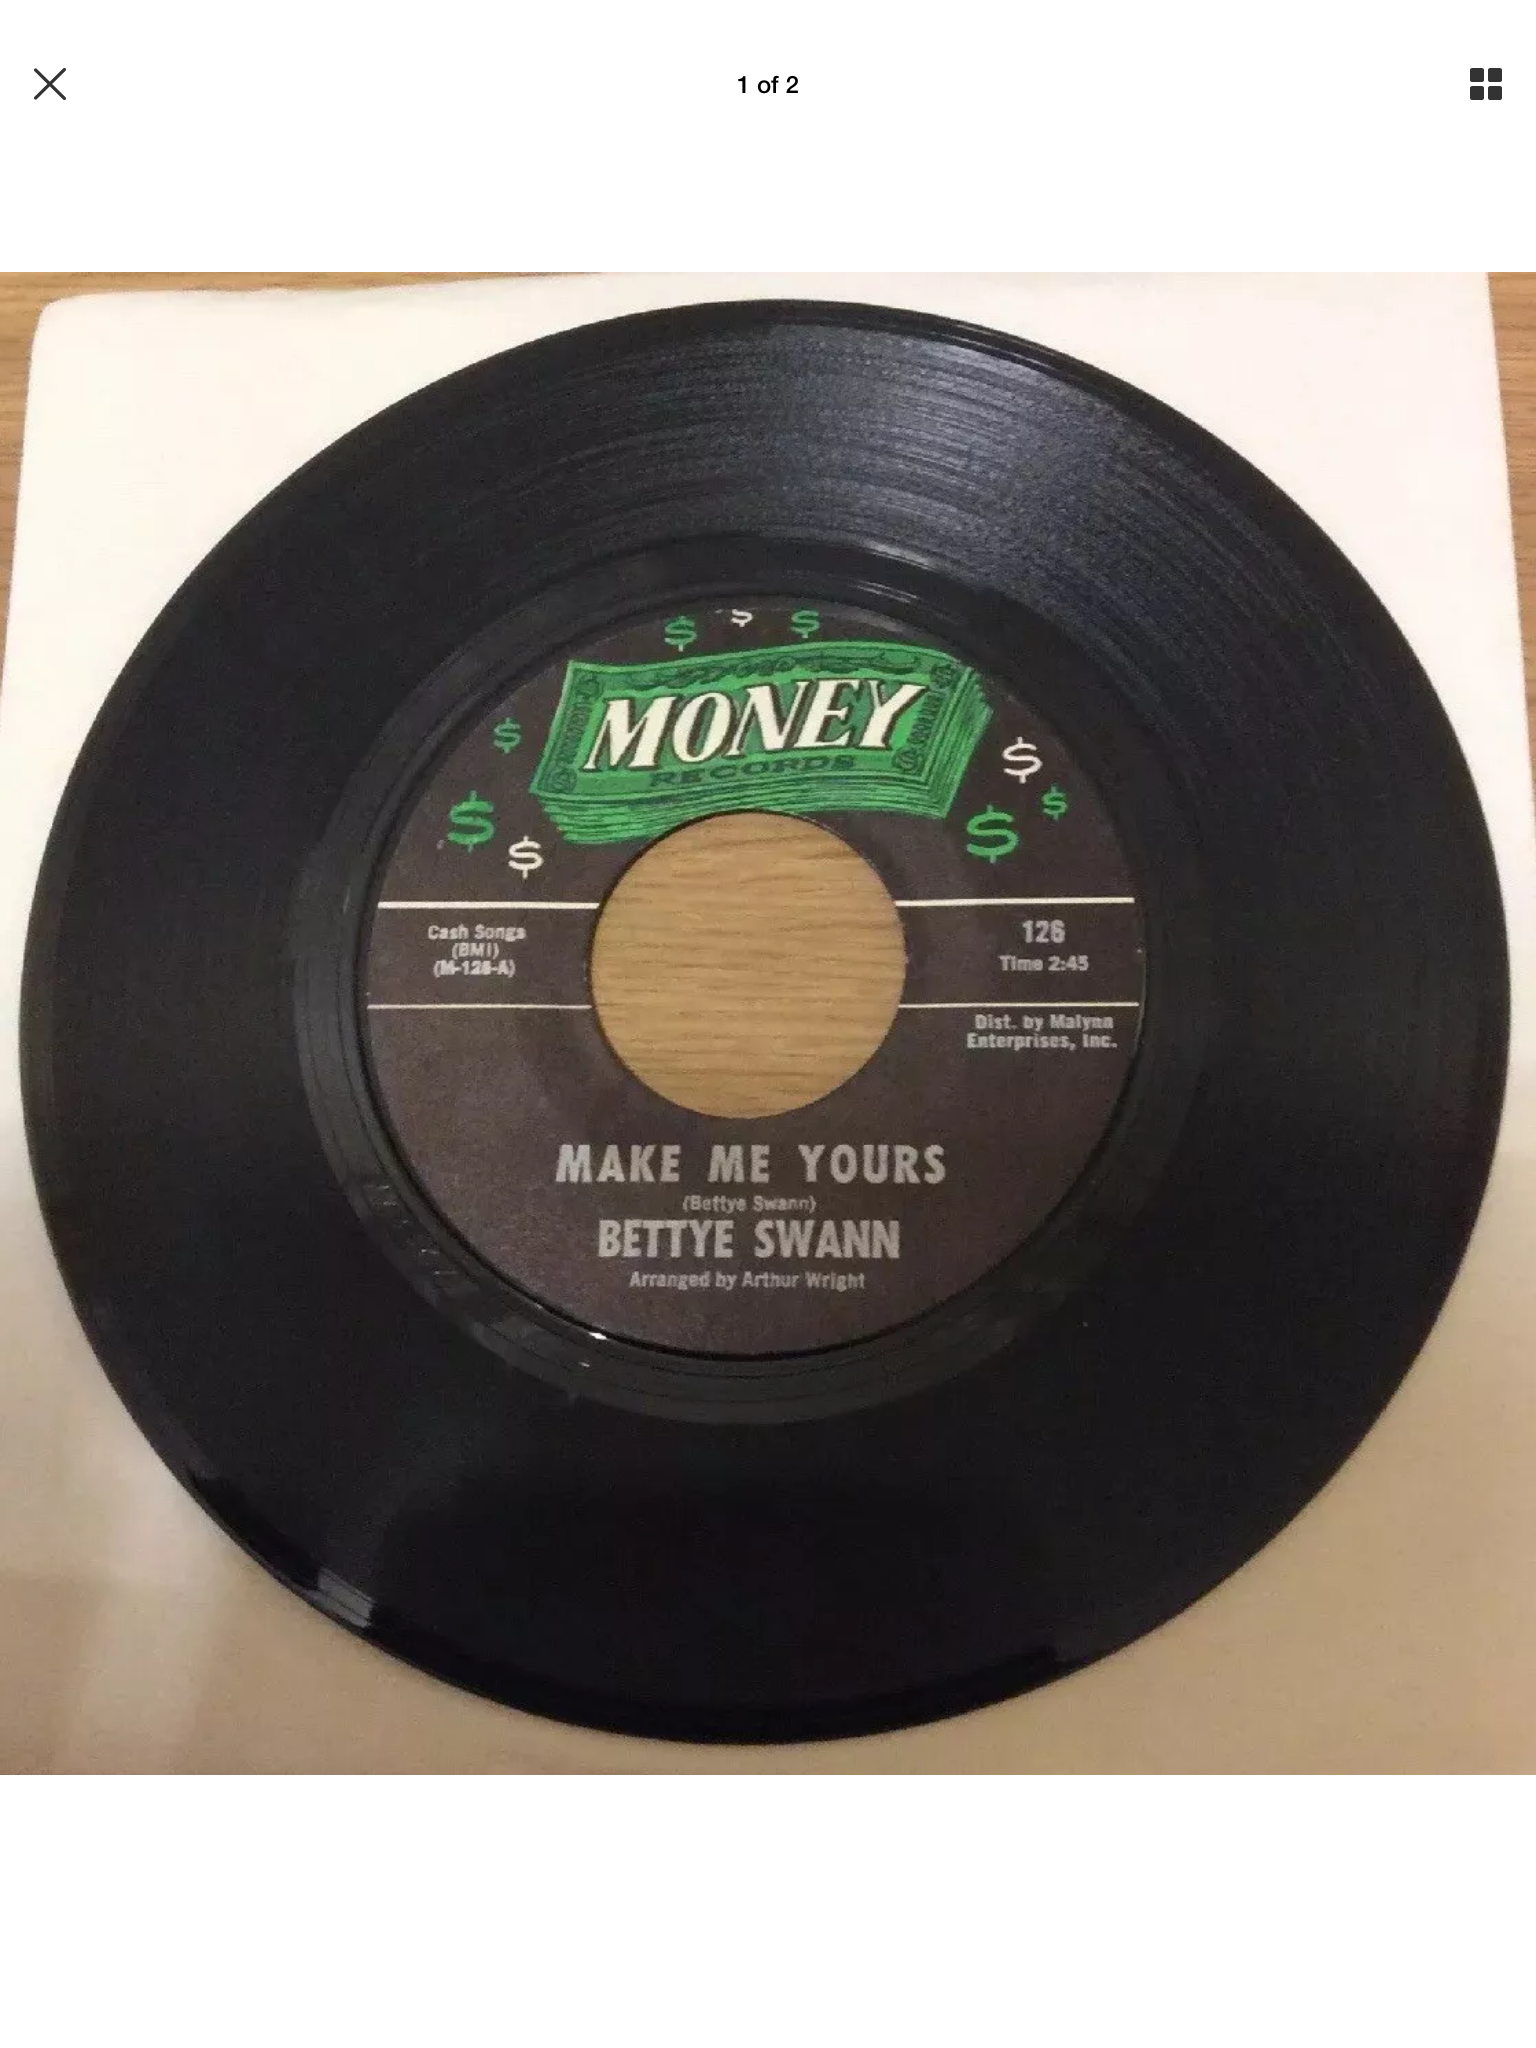 1 of 2
$ $ $
MONEY
RECORDS
$ $
$ $
$ $
$
Cash Songs
(BMI)
(M-126-A)
126
Time 2:45
Dist. by Malynn
Enterprises, Inc.
MAKE ME YOURS
(Bettye Swann)
BETTYE SWANN
Arranged by Arthur Wright